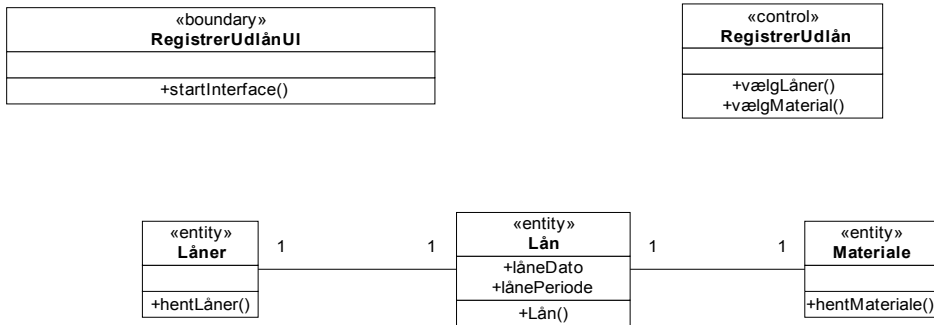 «boundary»
RegistrerUdlånUI
+startInterface()
«control»
RegistrerUdlån
+vælgLåner()
+vælgMaterial()
«entity»
Låner
+hentLåner()
1
1
«entity»
Lån
+låneDato
+lånePeriode
+Lån()
1
1
«entity»
Materiale
+hentMateriale()